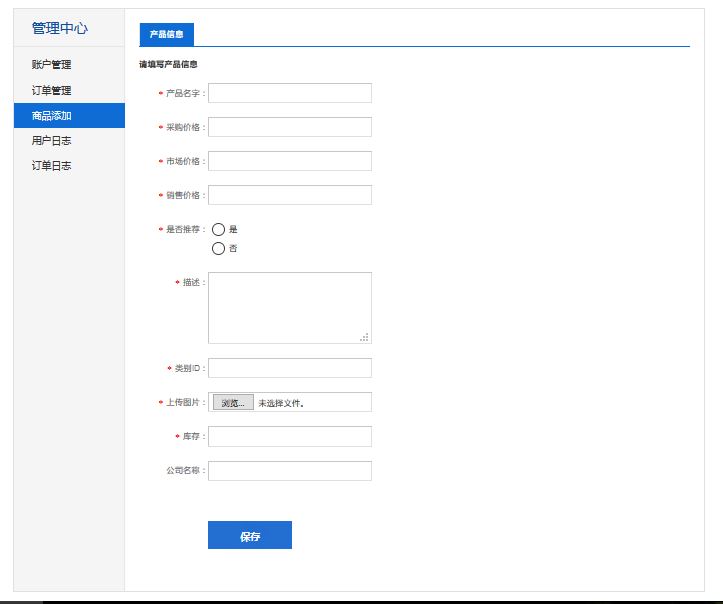 管理中心
账户管理
订单管理
商品添加
用户日志
订单日志
产品信息
请填写产品信息
* 产品名字：
* 采购价格：
* 市场价格：
* 销售价格：
* 是否推荐： 是
否
* 描述：
* 类别ID：
* 上传图片： 浏览... 未选择文件。
* 库存：
公司名称：
保存